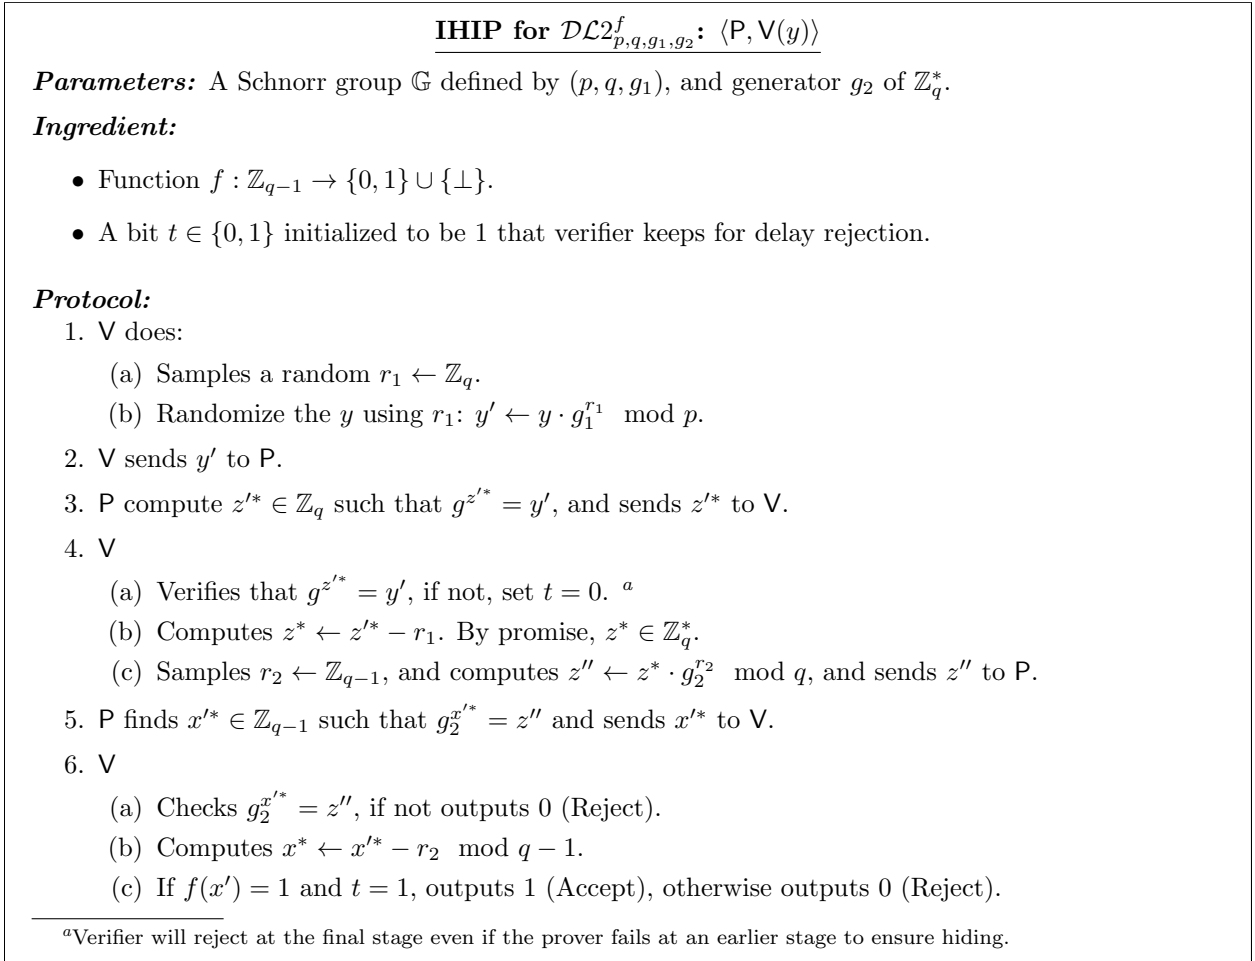 IHIP for 𝒟ℒ2^f_{p,q,g_1,g_2}: ⟨P, V(y)⟩
Parameters: A Schnorr group 𝔾 defined by (p, q, g_1), and generator g_2 of ℤ_q^*.
Ingredient:
• Function f : ℤ_{q−1} → {0, 1} ∪ {⊥}.
• A bit t ∈ {0, 1} initialized to be 1 that verifier keeps for delay rejection.
Protocol:
1. V does:
(a) Samples a random r_1 ← ℤ_q.
(b) Randomize the y using r_1: y′ ← y · g_1^{r_1} mod p.
2. V sends y′ to P.
3. P compute z′^* ∈ ℤ_q such that g^{z′^*} = y′, and sends z′^* to V.
4. V
(a) Verifies that g^{z′^*} = y′, if not, set t = 0. ^a
(b) Computes z^* ← z′^* − r_1. By promise, z^* ∈ ℤ_q^*.
(c) Samples r_2 ← ℤ_{q−1}, and computes z″ ← z^* · g_2^{r_2} mod q, and sends z″ to P.
5. P finds x′^* ∈ ℤ_{q−1} such that g_2^{x′^*} = z″ and sends x′^* to V.
6. V
(a) Checks g_2^{x′^*} = z″, if not outputs 0 (Reject).
(b) Computes x^* ← x′^* − r_2 mod q − 1.
(c) If f(x′) = 1 and t = 1, outputs 1 (Accept), otherwise outputs 0 (Reject).
^a Verifier will reject at the final stage even if the prover fails at an earlier stage to ensure hiding.